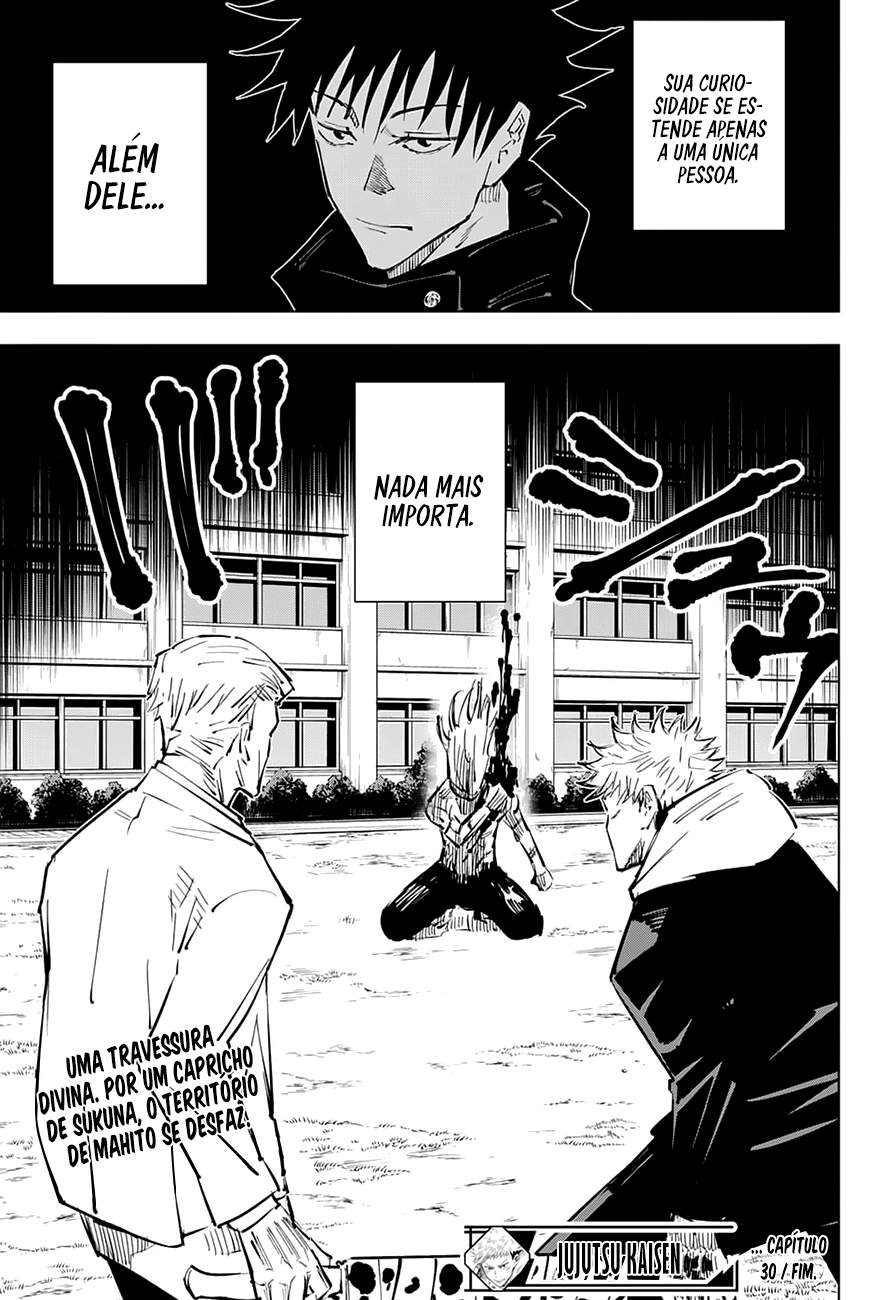 SUA CURIO-
SIDADE SE ES-
TENDE APENAS
A UMA ÚNICA
PESSOA.
ALÉM
DELE...
NADA MAIS
IMPORTA.
UMA TRAVESSURA
DIVINA. POR UM CAPRICHO
DE SUKUNA, O TERRITÓRIO
DE MAHITO SE DESFAZ!
JUJUTSU KAISEN
... CAPÍTULO
30 / FIM.